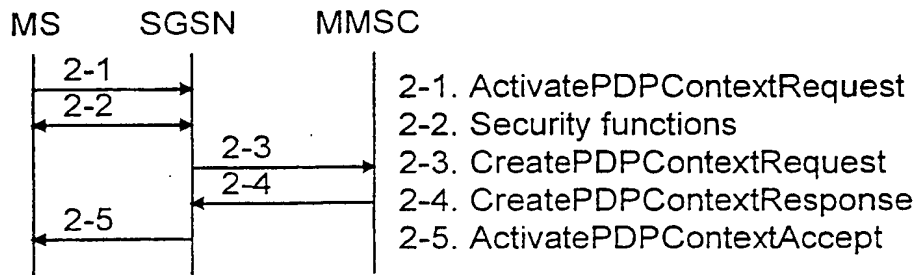 MS SGSN MMSC
2-1
2-2
2-3
2-4
2-5
2-1. ActivatePDPContextRequest
2-2. Security functions
2-3. CreatePDPContextRequest
2-4. CreatePDPContextResponse
2-5. ActivatePDPContextAccept